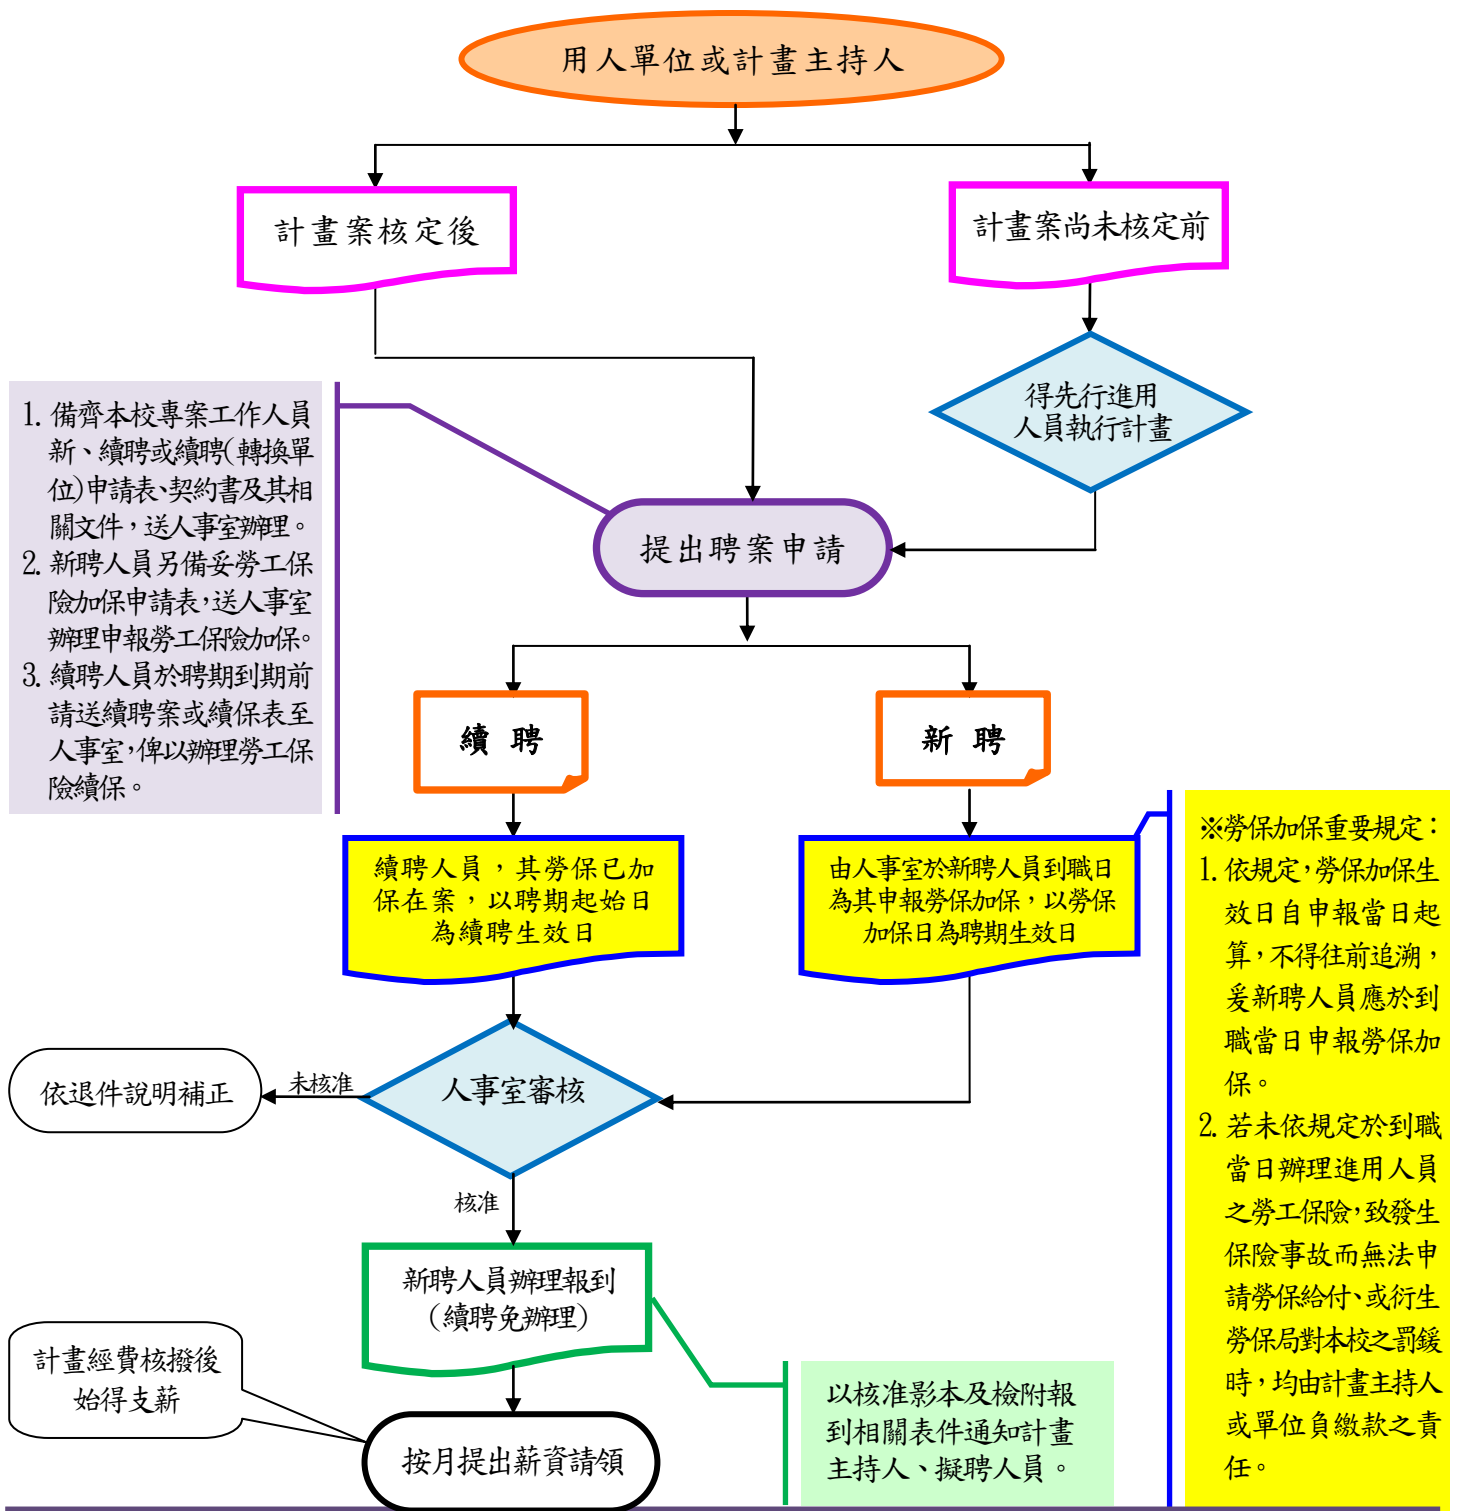 用人單位或計畫主持人
計畫案核定後
計畫案尚未核定前
得先行進用
人員執行計畫
1. 備齊本校專案工作人員
新、續聘或續聘(轉換單
位)申請表、契約書及其相
關文件，送人事室辦理。
2. 新聘人員另備妥勞工保
險加保申請表，送人事室
辦理申報勞工保險加保。
3. 續聘人員於聘期到期前
請送續聘案或續保表至
人事室，俾以辦理勞工保
險續保。
提出聘案申請
續 聘
新 聘
續聘人員，其勞保已加
保在案，以聘期起始日
為續聘生效日
由人事室於新聘人員到職日
為其申報勞保加保，以勞保
加保日為聘期生效日
※勞保加保重要規定：
1. 依規定，勞保加保生
效日自申報當日起
算，不得往前追溯，
爰新聘人員應於到
職當日申報勞保加
保。
2. 若未依規定於到職
當日辦理進用人員
之勞工保險，致發生
保險事故而無法申
請勞保給付、或衍生
勞保局對本校之罰鍰
時，均由計畫主持人
或單位負繳款之責
任。
人事室審核
未核准
依退件說明補正
核准
新聘人員辦理報到
(續聘免辦理)
計畫經費核撥後
始得支薪
以核准影本及檢附報
到相關表件通知計畫
主持人、擬聘人員。
按月提出薪資請領